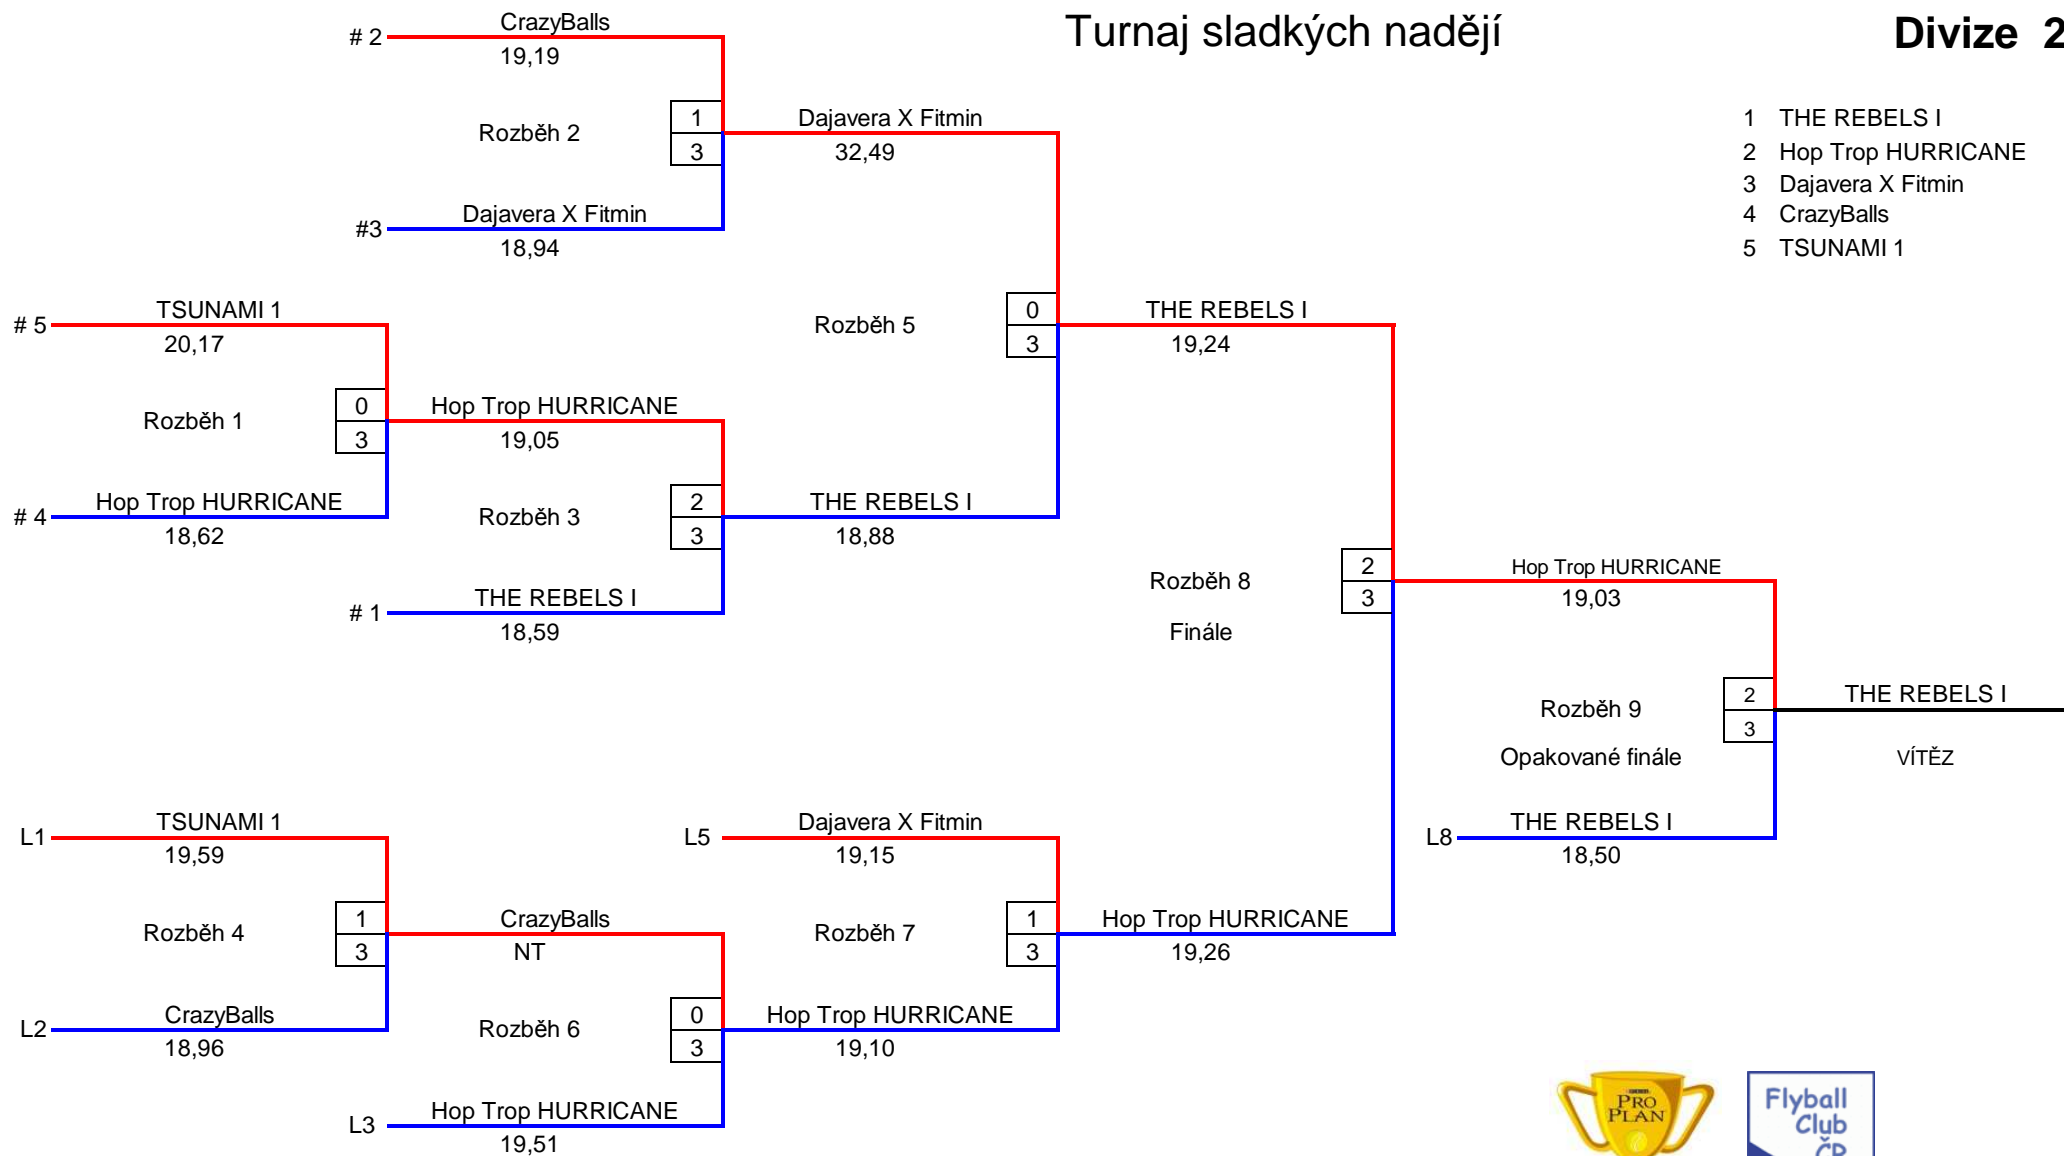 Turnaj sladkých nadějí
Divize 2
# 2
CrazyBalls
19,19
Rozběh 2
1
3
Dajavera X Fitmin
32,49
#3
Dajavera X Fitmin
18,94
1 THE REBELS I
2 Hop Trop HURRICANE
3 Dajavera X Fitmin
4 CrazyBalls
5 TSUNAMI 1
# 5
TSUNAMI 1
20,17
Rozběh 1
0
3
Hop Trop HURRICANE
19,05
# 4
Hop Trop HURRICANE
18,62
Rozběh 3
2
3
THE REBELS I
18,88
# 1
THE REBELS I
18,59
Rozběh 5
0
3
THE REBELS I
19,24
Rozběh 8
Finále
2
3
Hop Trop HURRICANE
19,03
Rozběh 9
Opakované finále
2
3
THE REBELS I
VÍTĚZ
L8
THE REBELS I
18,50
L1
TSUNAMI 1
19,59
Rozběh 4
1
3
CrazyBalls
NT
L2
CrazyBalls
18,96
Rozběh 6
0
3
Hop Trop HURRICANE
19,10
L3
Hop Trop HURRICANE
19,51
L5
Dajavera X Fitmin
19,15
Rozběh 7
1
3
Hop Trop HURRICANE
19,26
PRO
PLAN
Flyball
Club
ČR